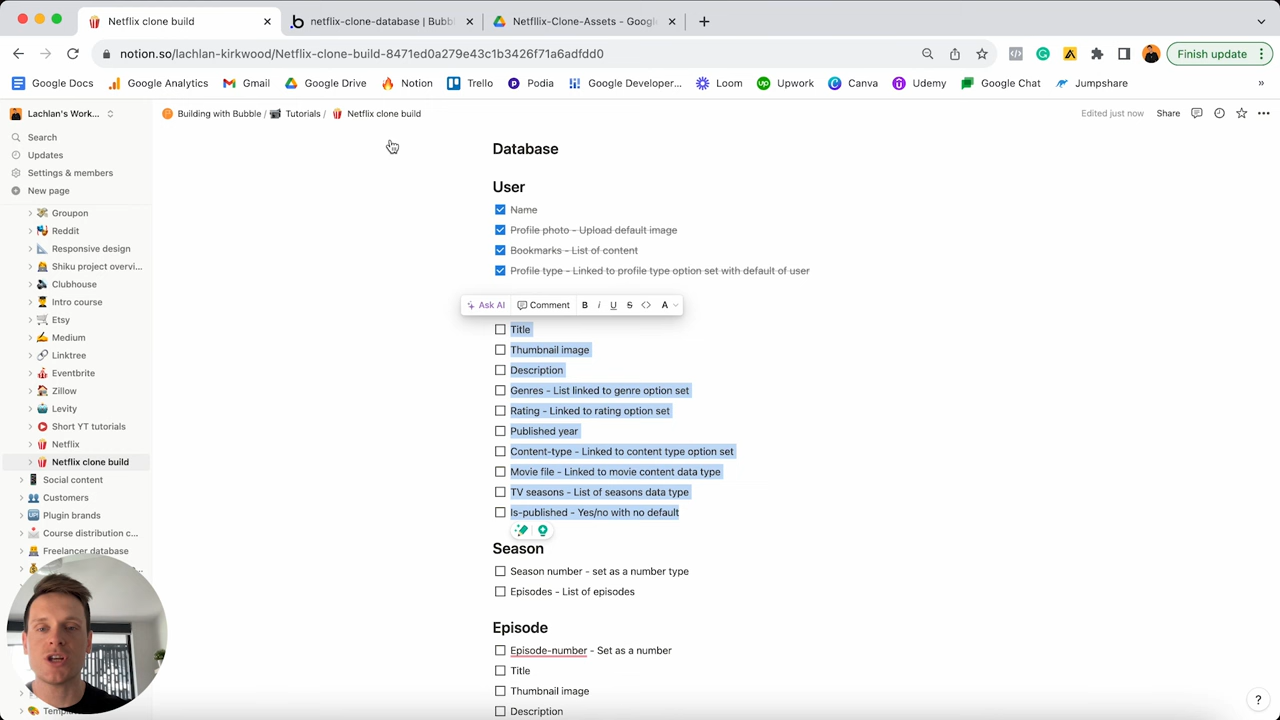 Netflix clone build
netflix-clone-database | Bubb
Netfllix-Clone-Assets - Google
notion.so/lachlan-kirkwood/Netflix-clone-build-8471ed0a279e43c1b3426f71a6adfdd0
Finish update
Google Docs
Google Analytics
Gmail
Google Drive
Notion
Trello
Podia
Google Developer...
Loom
Upwork
Canva
Udemy
Google Chat
Jumpshare
»
Lachlan's Work...
Building with Bubble / Tutorials / Netflix clone build
Edited just now
Share
Search
Updates
Settings & members
New page
Groupon
Reddit
Responsive design
Shiku project overvi...
Clubhouse
Intro course
Etsy
Medium
Linktree
Eventbrite
Zillow
Levity
Short YT tutorials
Netflix
Netflix clone build
Social content
Customers
Plugin brands
Course distribution c...
Freelancer database
Database
User
Name
Profile photo - Upload default image
Bookmarks - List of content
Profile type - Linked to profile type option set with default of user
Ask AI Comment B i U S <> A
Title
Thumbnail image
Description
Genres - List linked to genre option set
Rating - Linked to rating option set
Published year
Content-type - Linked to content type option set
Movie file - Linked to movie content data type
TV seasons - List of seasons data type
Is-published - Yes/no with no default
Season
Season number - set as a number type
Episodes - List of episodes
Episode
Episode-number - Set as a number
Title
Thumbnail image
Description
?